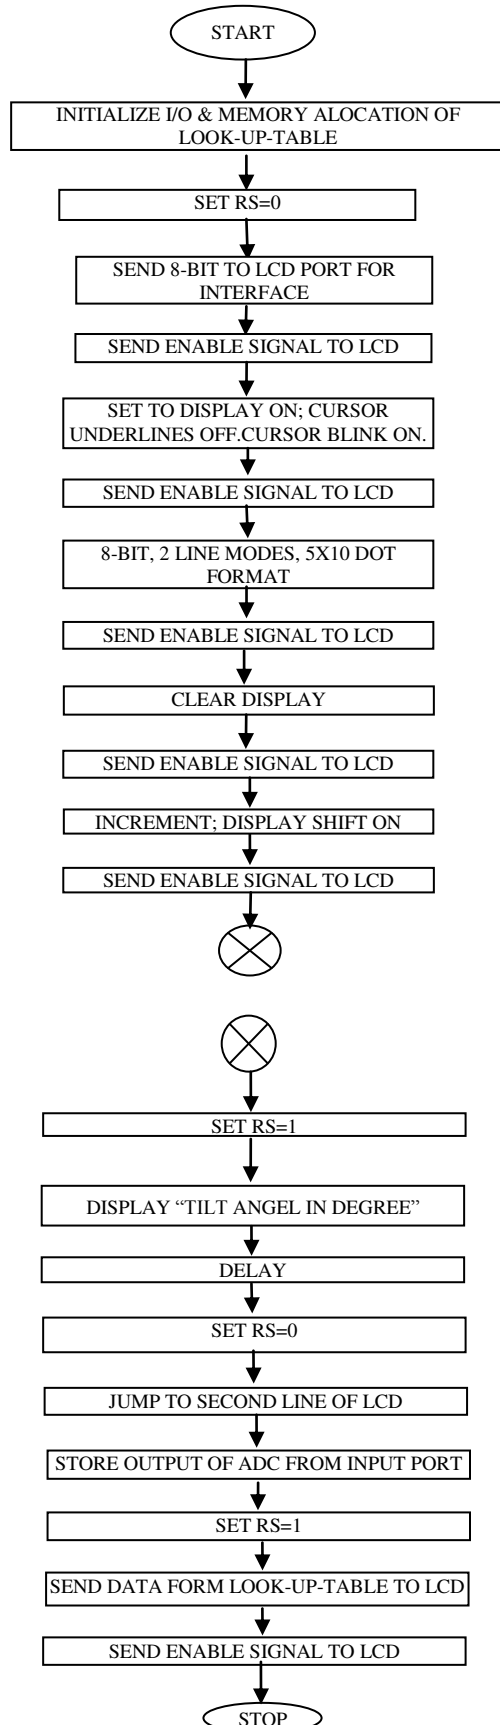 START
INITIALIZE I/O & MEMORY ALOCATION OF
LOOK-UP-TABLE
SET RS=0
SEND 8-BIT TO LCD PORT FOR
INTERFACE
SEND ENABLE SIGNAL TO LCD
SET TO DISPLAY ON; CURSOR
UNDERLINES OFF.CURSOR BLINK ON.
SEND ENABLE SIGNAL TO LCD
8-BIT, 2 LINE MODES, 5X10 DOT
FORMAT
SEND ENABLE SIGNAL TO LCD
CLEAR DISPLAY
SEND ENABLE SIGNAL TO LCD
INCREMENT; DISPLAY SHIFT ON
SEND ENABLE SIGNAL TO LCD
SET RS=1
DISPLAY “TILT ANGEL IN DEGREE”
DELAY
SET RS=0
JUMP TO SECOND LINE OF LCD
STORE OUTPUT OF ADC FROM INPUT PORT
SET RS=1
SEND DATA FORM LOOK-UP-TABLE TO LCD
SEND ENABLE SIGNAL TO LCD
STOP